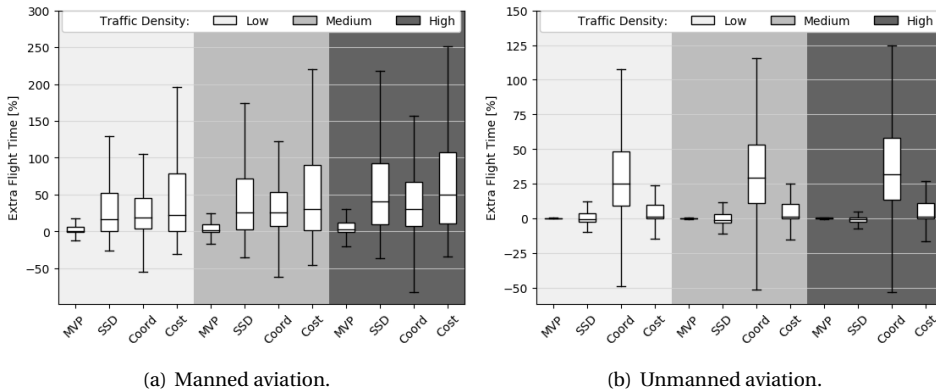 Traffic Density: Low Medium High
Extra Flight Time [%]
300
250
200
150
100
50
0
−50
MVP SSD Coord Cost MVP SSD Coord Cost MVP SSD Coord Cost
(a) Manned aviation.
Traffic Density: Low Medium High
Extra Flight Time [%]
150
125
100
75
50
25
0
−25
−50
MVP SSD Coord Cost MVP SSD Coord Cost MVP SSD Coord Cost
(b) Unmanned aviation.